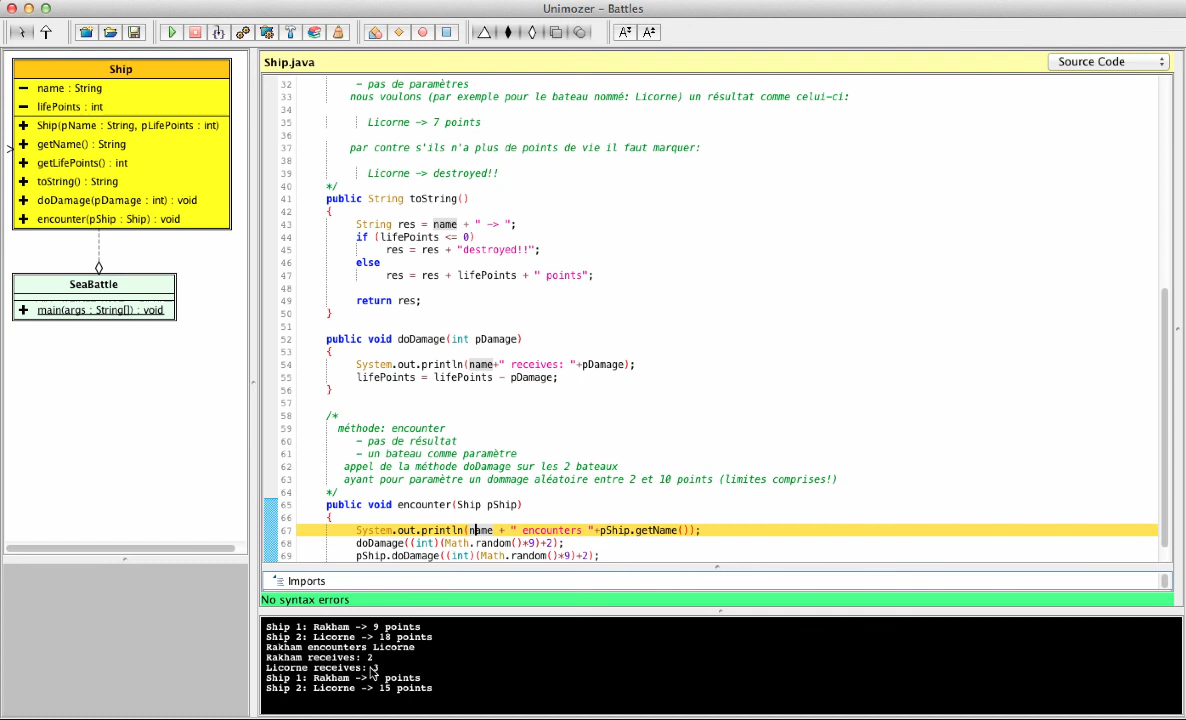 Unimozer – Battles
Ship
name : String
lifePoints : int
Ship(pName : String, pLifePoints : int)
getName() : String
getLifePoints() : int
toString() : String
doDamage(pDamage : int) : void
encounter(pShip : Ship) : void
SeaBattle
main(args : String[]) : void
Ship.java
Source Code
32 – pas de paramètres
33 nous voulons (par exemple pour le bateau nommé: Licorne) un résultat comme celui-ci:
34
35 Licorne -> 7 points
36
37 par contre s'ils n'a plus de points de vie il faut marquer:
38
39 Licorne -> destroyed!!
40 */
41 public String toString()
42 {
43 String res = name + " -> ";
44 if (lifePoints <= 0)
45 res = res + "destroyed!!";
46 else
47 res = res + lifePoints + " points";
48
49 return res;
50 }
51
52 public void doDamage(int pDamage)
53 {
54 System.out.println(name+" receives: "+pDamage);
55 lifePoints = lifePoints – pDamage;
56 }
57
58 /*
59 méthode: encounter
60 – pas de résultat
61 – un bateau comme paramètre
62 appel de la méthode doDamage sur les 2 bateaux
63 ayant pour paramètre un dommage aléatoire entre 2 et 10 points (limites comprises!)
64 */
65 public void encounter(Ship pShip)
66 {
67 System.out.println(name + " encounters "+pShip.getName());
68 doDamage((int)(Math.random()*9)+2);
69 pShip.doDamage((int)(Math.random()*9)+2);
Imports
No syntax errors
Ship 1: Rakham -> 9 points
Ship 2: Licorne -> 18 points
Rakham encounters Licorne
Rakham receives: 2
Licorne receives: 3
Ship 1: Rakham -> points
Ship 2: Licorne -> 15 points